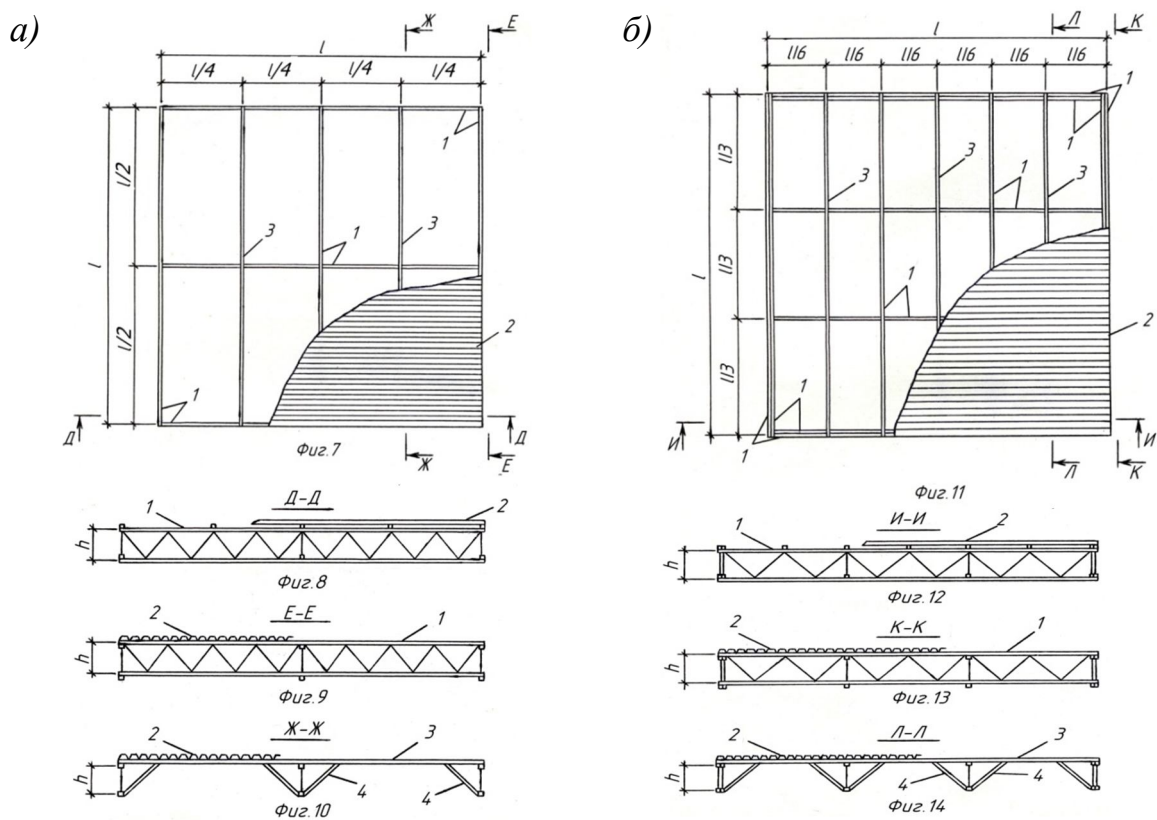 а)
Ж Е
l
l/4 l/4 l/4 l/4
1
l/2
3 1 3
l
l/2
2
1
Д Д
Фиг.7
Ж Е
Д-Д
1 2
h
Фиг.8
Е-Е
2 1
h
Фиг.9
Ж-Ж
2 3
h
4 4
Фиг.10
б)
Л К
l
l/6 l/6 l/6 l/6 l/6 l/6
1
1
l/3
3 3 1 3
l
l/3
1
2
l/3
1
И И
1
Л К
Фиг.11
И-И
1 2
h
Фиг.12
К-К
2 1
h
Фиг.13
Л-Л
2 3
h
4 4
Фиг.14